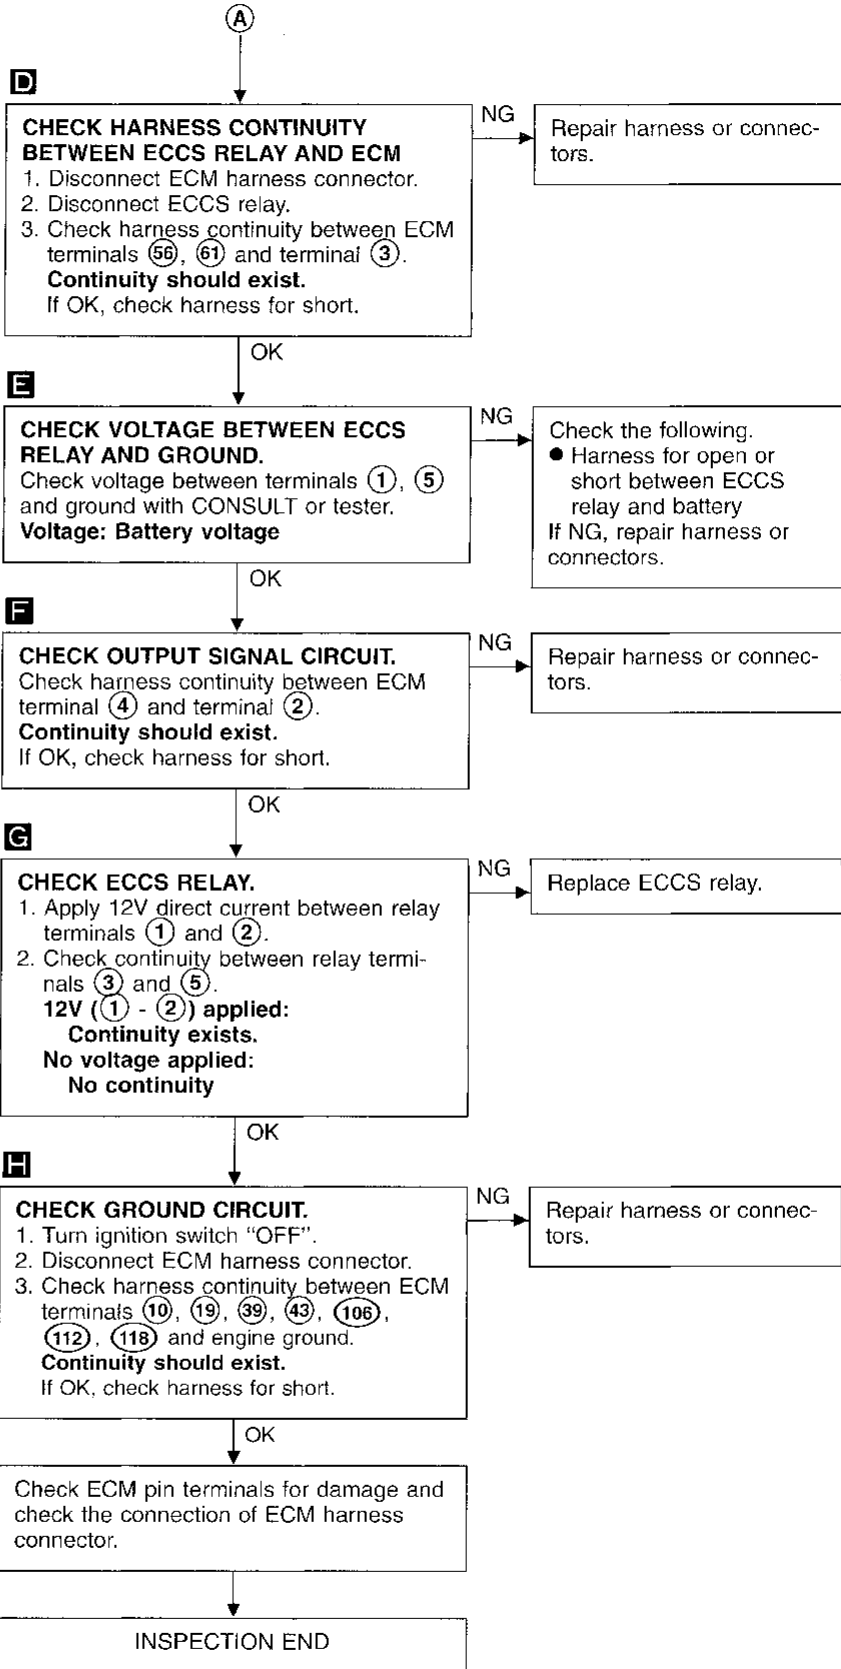 A
D
CHECK HARNESS CONTINUITY
BETWEEN ECCS RELAY AND ECM
1. Disconnect ECM harness connector.
2. Disconnect ECCS relay.
3. Check harness continuity between ECM
terminals 56, 61 and terminal 3.
Continuity should exist.
If OK, check harness for short.
NG
Repair harness or connec-
tors.
OK
E
CHECK VOLTAGE BETWEEN ECCS
RELAY AND GROUND.
Check voltage between terminals 1, 5
and ground with CONSULT or tester.
Voltage: Battery voltage
NG
Check the following.
● Harness for open or
short between ECCS
relay and battery
If NG, repair harness or
connectors.
OK
F
CHECK OUTPUT SIGNAL CIRCUIT.
Check harness continuity between ECM
terminal 4 and terminal 2.
Continuity should exist.
If OK, check harness for short.
NG
Repair harness or connec-
tors.
OK
G
CHECK ECCS RELAY.
1. Apply 12V direct current between relay
terminals 1 and 2.
2. Check continuity between relay termi-
nals 3 and 5.
12V (1 - 2) applied:
Continuity exists.
No voltage applied:
No continuity
NG
Replace ECCS relay.
OK
H
CHECK GROUND CIRCUIT.
1. Turn ignition switch “OFF”.
2. Disconnect ECM harness connector.
3. Check harness continuity between ECM
terminals 10, 19, 39, 43, 106,
112, 118 and engine ground.
Continuity should exist.
If OK, check harness for short.
NG
Repair harness or connec-
tors.
OK
Check ECM pin terminals for damage and
check the connection of ECM harness
connector.
INSPECTION END